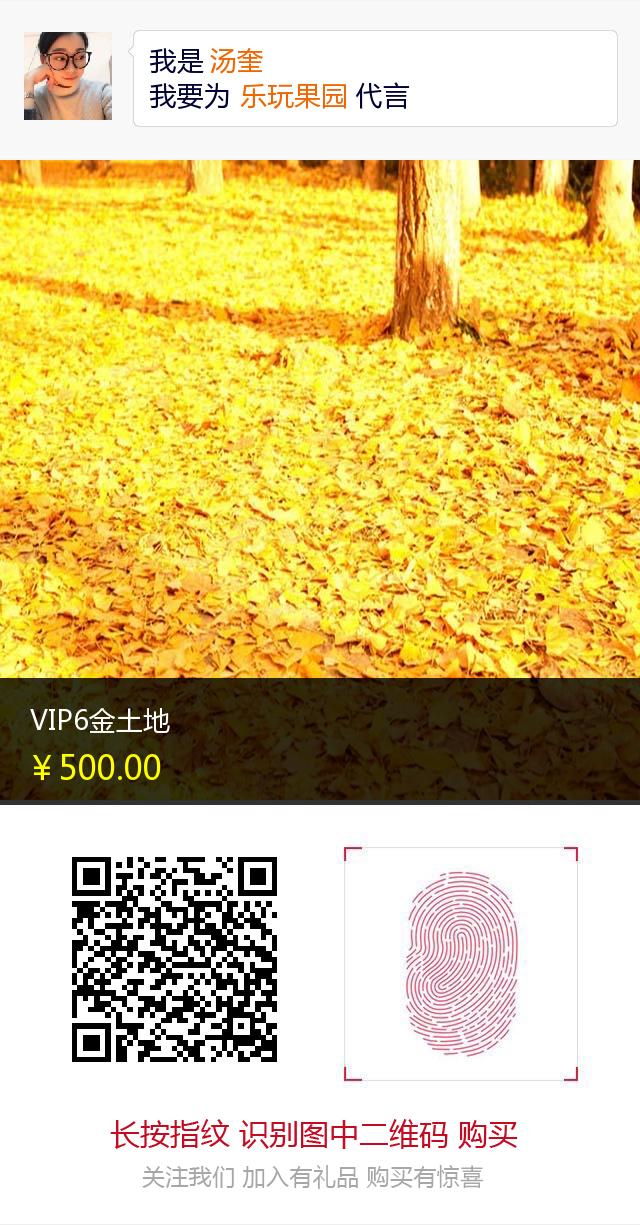 我是 汤奎
我要为 乐玩果园 代言
VIP6金土地
￥500.00
长按指纹 识别图中二维码 购买
关注我们 加入有礼品 购买有惊喜